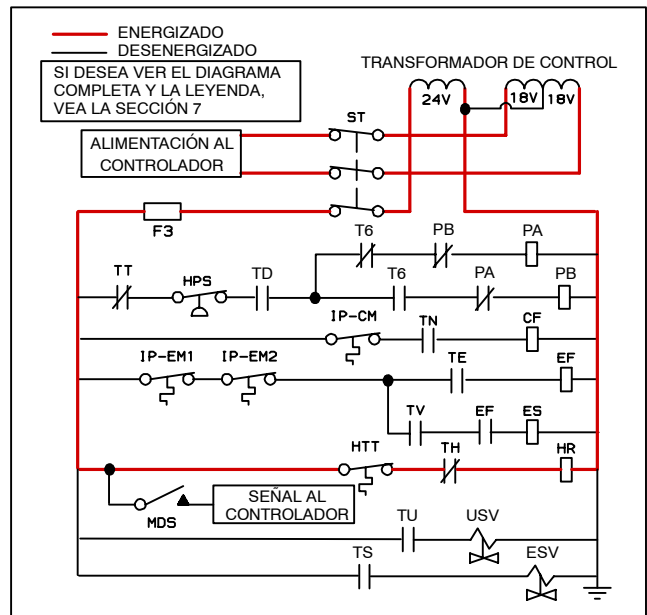 ENERGIZADO
DESENERGIZADO
SI DESEA VER EL DIAGRAMA
COMPLETA Y LA LEYENDA,
VEA LA SECCIÓN 7
TRANSFORMADOR DE CONTROL
24V
18V
18V
ST
ALIMENTACIÓN AL
CONTROLADOR
F3
T6
PB
PA
TT
HPS
TD
T6
PA
PB
IP-CM
TN
CF
IP-EM1
IP-EM2
TE
EF
TV
EF
ES
HTT
TH
HR
MDS
SEÑAL AL
CONTROLADOR
TU
USV
TS
ESV